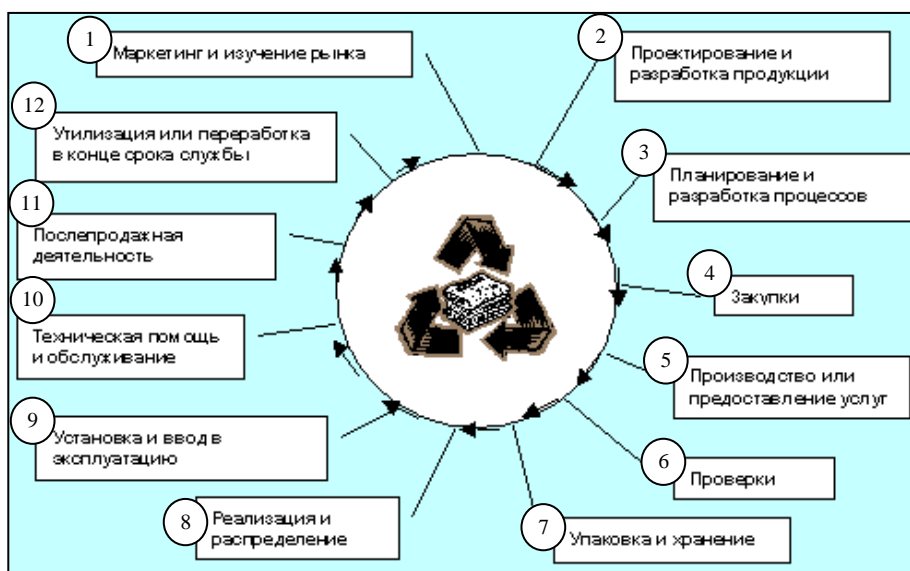 1
Маркетинг и изучение рынка
2
Проектирование и
разработка продукции
3
Планирование и
разработка процессов
4
Закупки
5
Производство или
предоставление услуг
6
Проверки
7
Упаковка и хранение
8
Реализация и
распределение
9
Установка и ввод в
эксплуатацию
10
Техническая помощь
и обслуживание
11
Послепродажная
деятельность
12
Утилизация или переработка
в конце срока службы